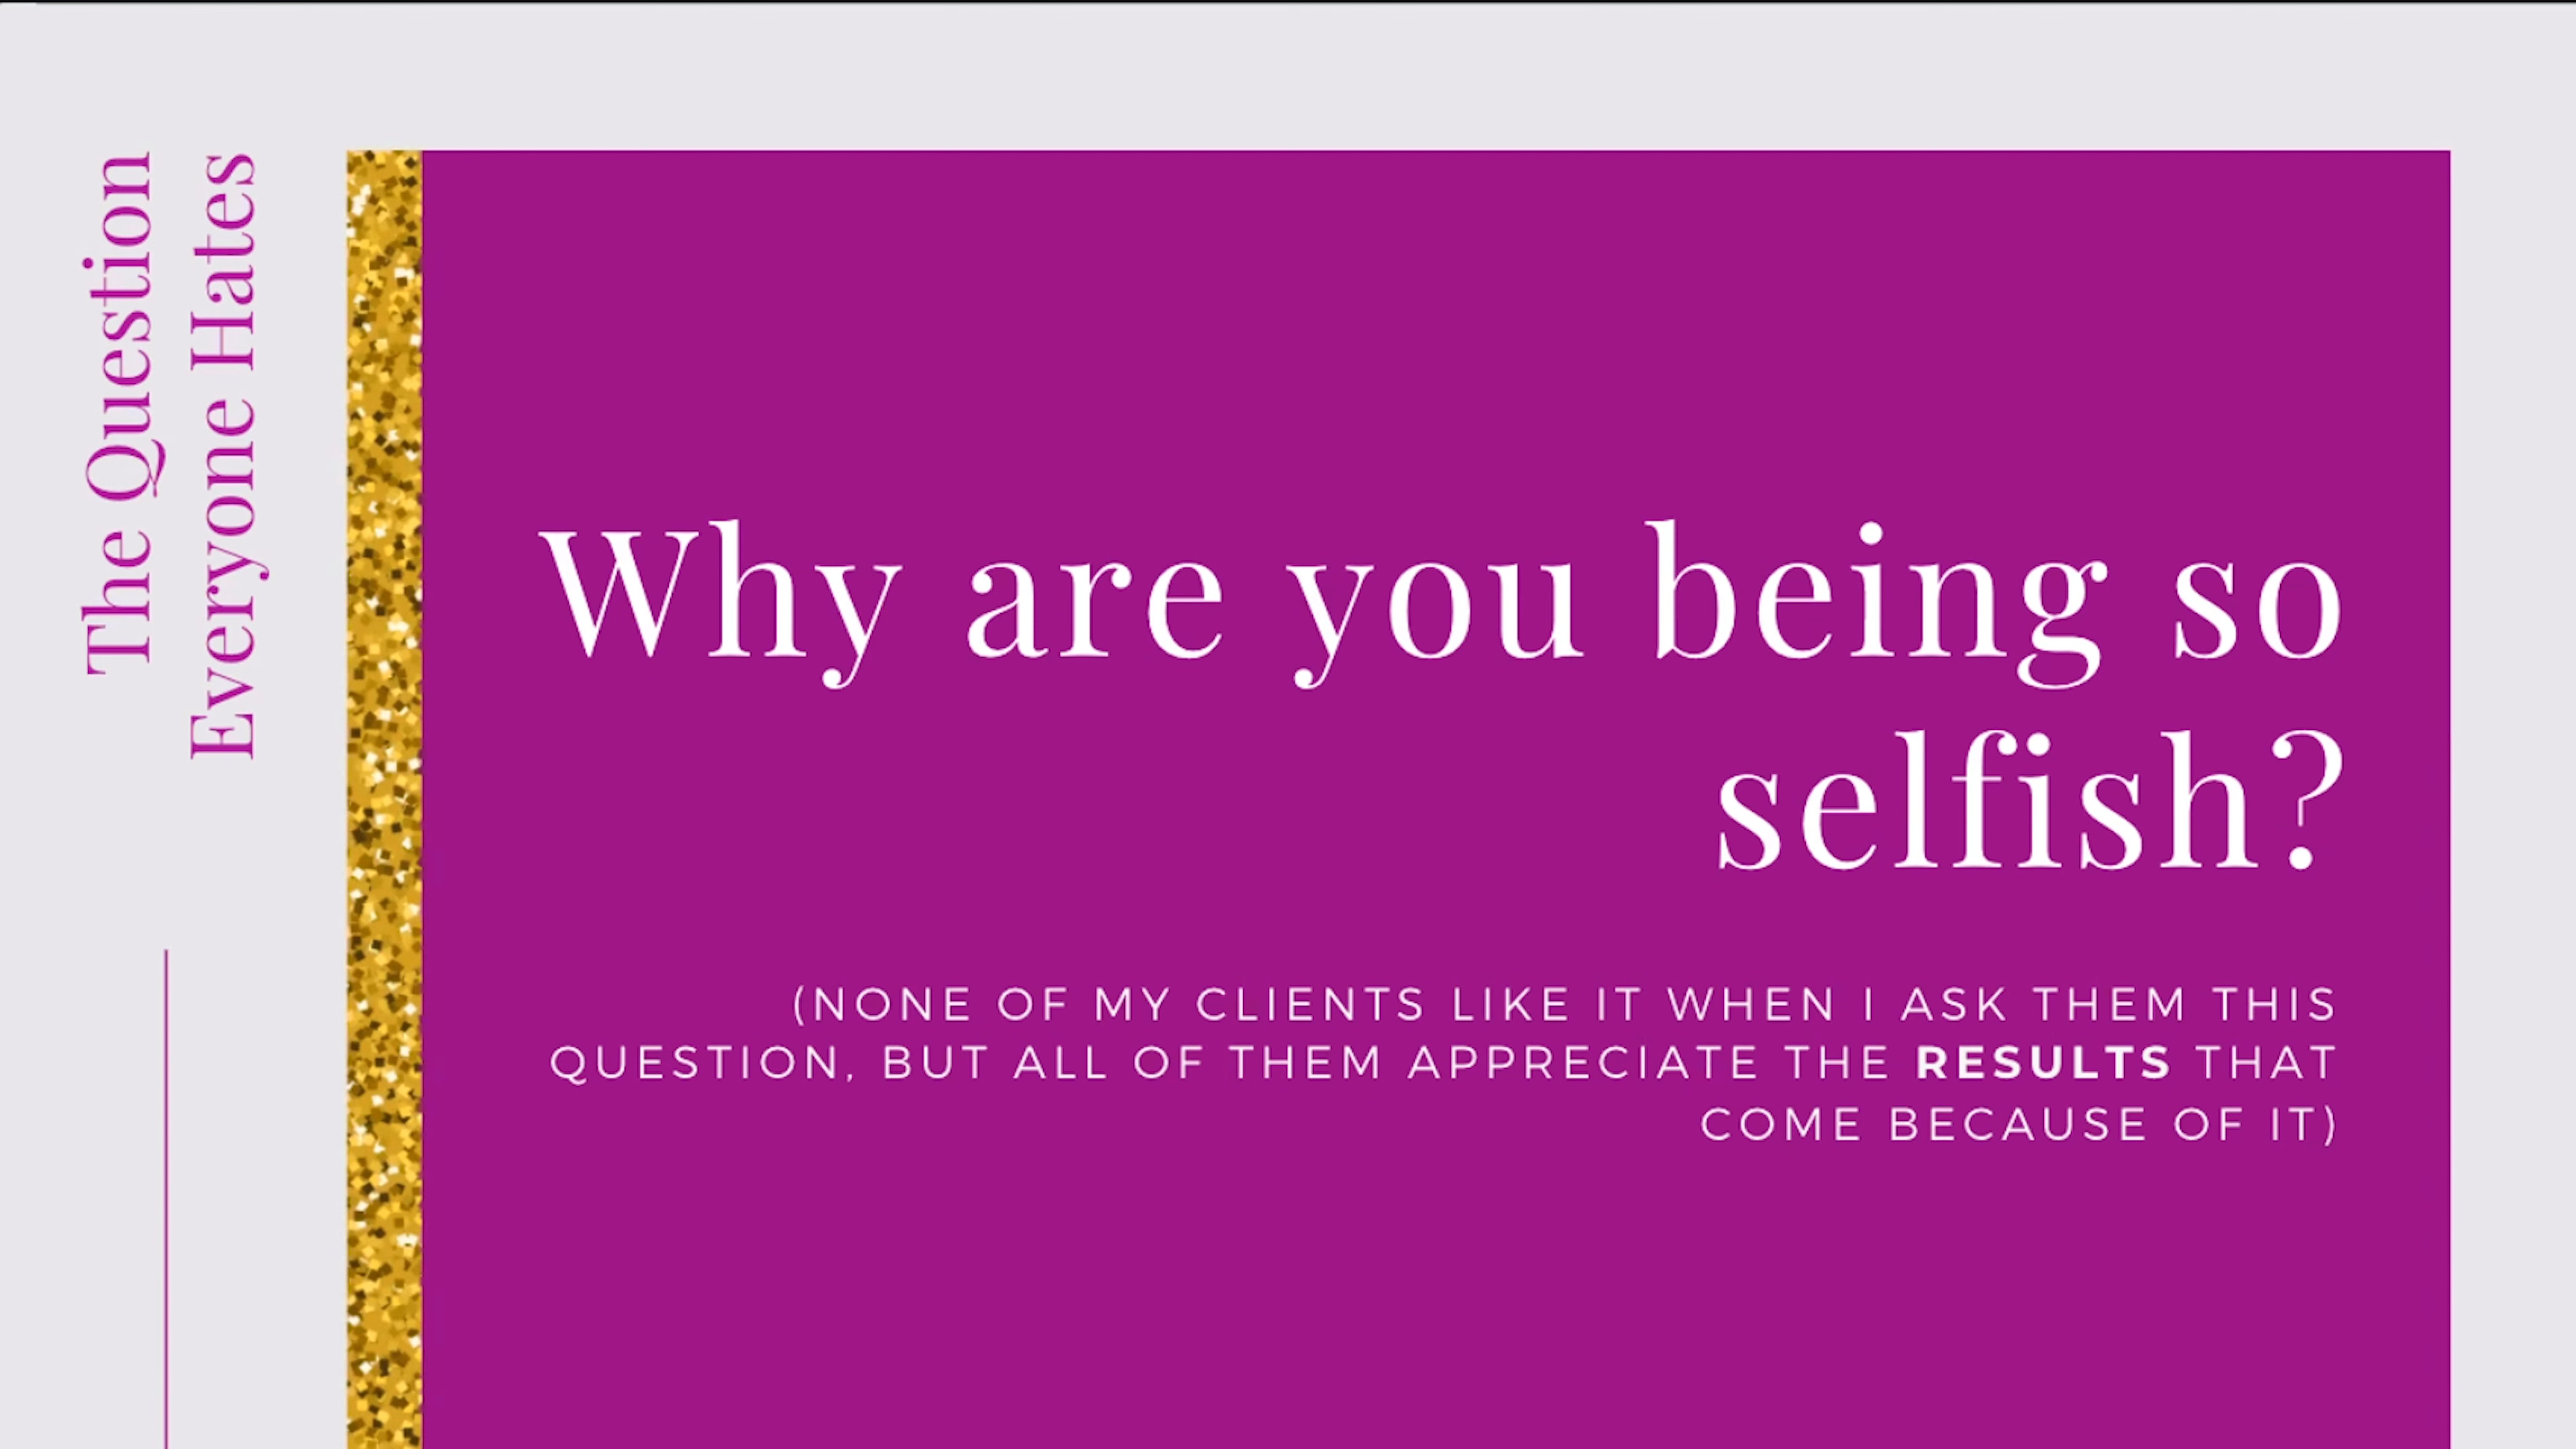 The Question
Everyone Hates
Why are you being so
selfish?
(NONE OF MY CLIENTS LIKE IT WHEN I ASK THEM THIS
QUESTION, BUT ALL OF THEM APPRECIATE THE RESULTS THAT
COME BECAUSE OF IT)